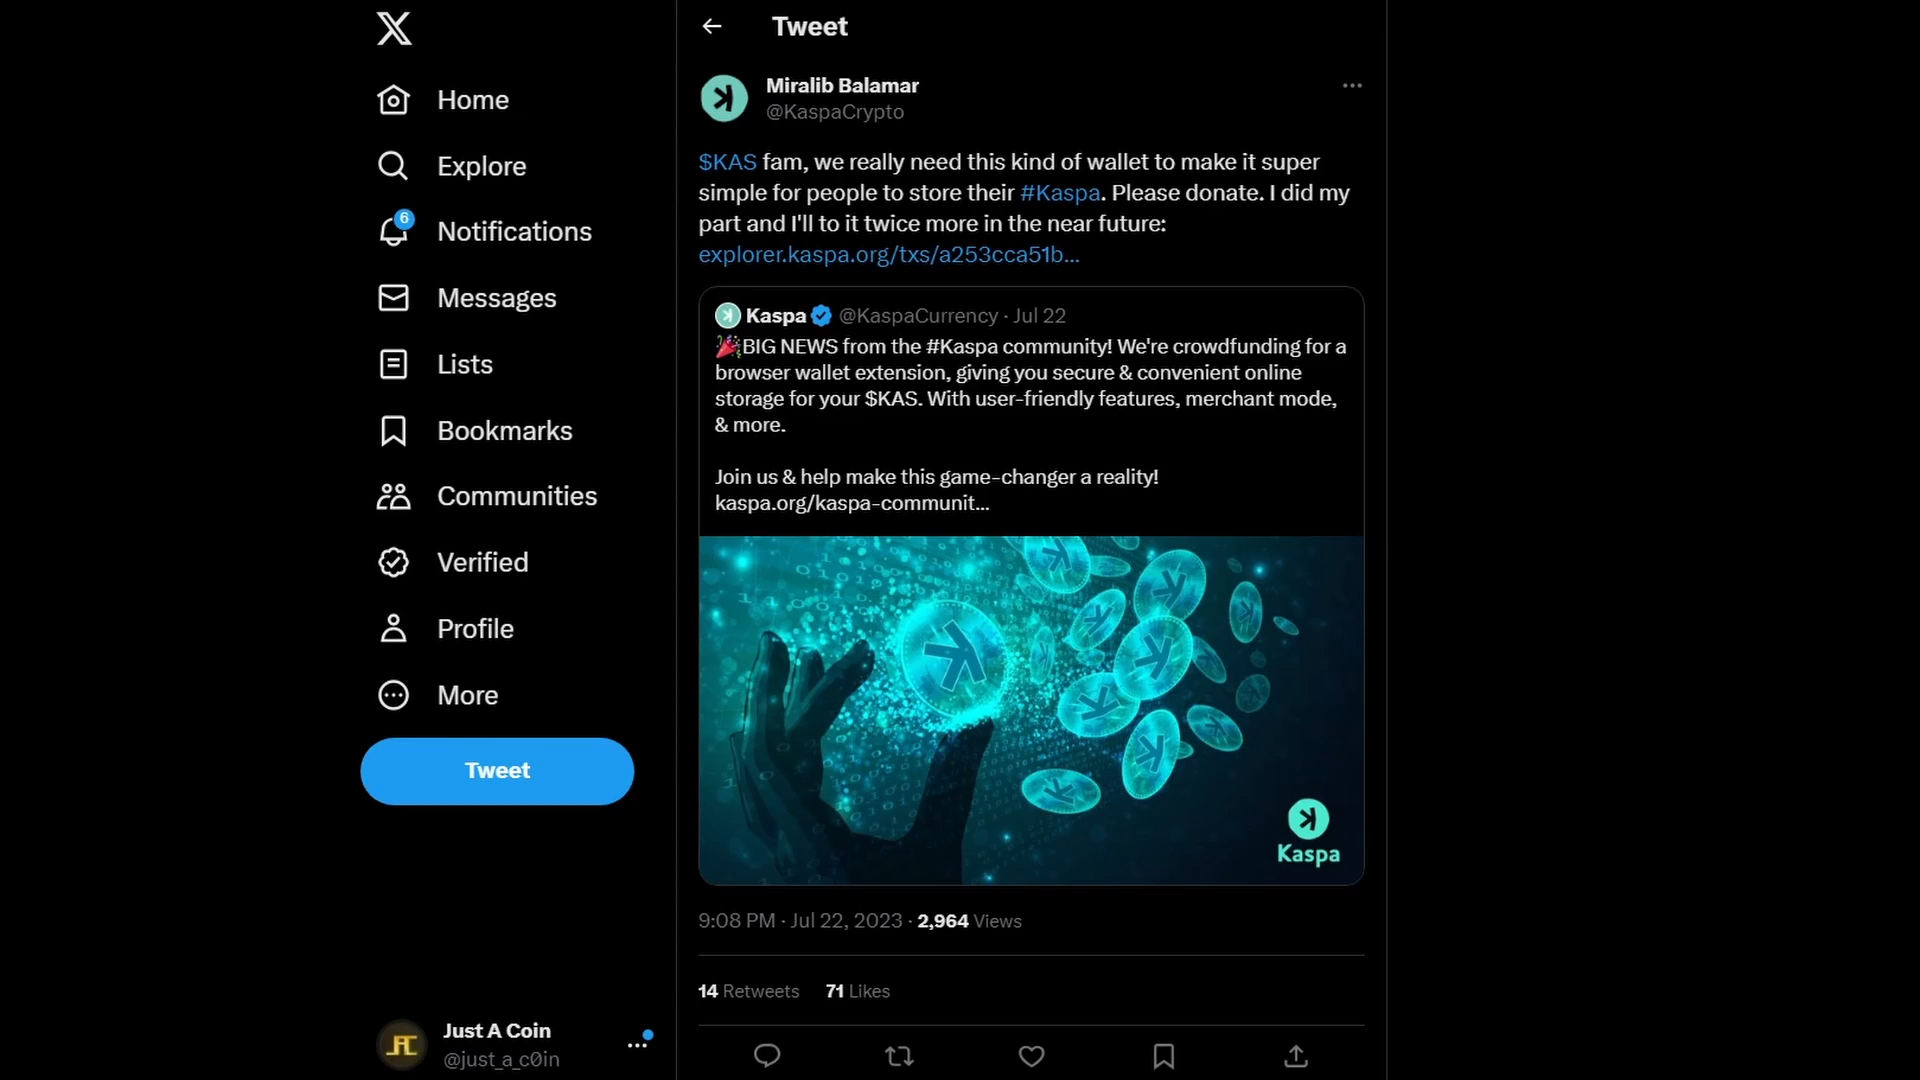 Home
Explore
6
Notifications
Messages
Lists
Bookmarks
Communities
Verified
Profile
More
Tweet
Just A Coin
@just_a_c0in
Tweet
Miralib Balamar
@KaspaCrypto
$KAS fam, we really need this kind of wallet to make it super
simple for people to store their #Kaspa. Please donate. I did my
part and I'll to it twice more in the near future:
explorer.kaspa.org/txs/a253cca51b…
Kaspa @KaspaCurrency · Jul 22
🎉BIG NEWS from the #Kaspa community! We're crowdfunding for a
browser wallet extension, giving you secure & convenient online
storage for your $KAS. With user-friendly features, merchant mode,
& more.
Join us & help make this game-changer a reality!
kaspa.org/kaspa-communit…
Kaspa
9:08 PM · Jul 22, 2023 · 2,964 Views
14 Retweets 71 Likes